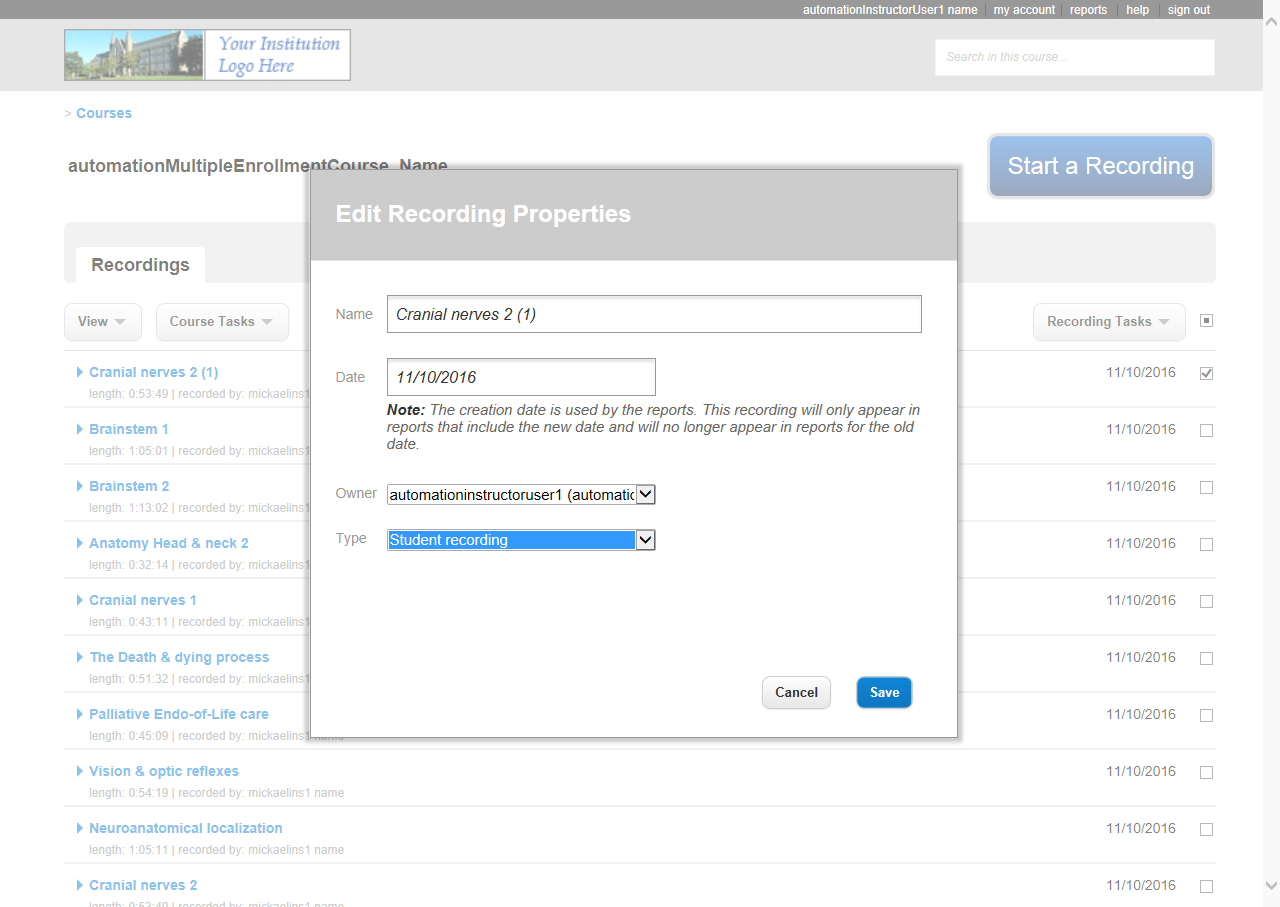 automationInstructorUser1 name my account reports help sign out
Your Institution
Logo Here
Search in this course...
> Courses
automationMultipleEnrollmentCourse_Name
Start a Recording
Recordings
View
Course Tasks
Recording Tasks
Edit Recording Properties
Name
Cranial nerves 2 (1)
Date
11/10/2016
Note: The creation date is used by the reports. This recording will only appear in
reports that include the new date and will no longer appear in reports for the old
date.
Owner
automationinstructoruser1 (automatic
Type
Student recording
Cancel
Save
Cranial nerves 2 (1)
11/10/2016
length: 0:53:49 | recorded by: mickaelins1
Brainstem 1
11/10/2016
length: 1:05:01 | recorded by: mickaelins1
Brainstem 2
11/10/2016
length: 1:13:02 | recorded by: mickaelins1
Anatomy Head & neck 2
11/10/2016
length: 0:32:14 | recorded by: mickaelins1
Cranial nerves 1
11/10/2016
length: 0:43:11 | recorded by: mickaelins1
The Death & dying process
11/10/2016
length: 0:51:32 | recorded by: mickaelins1
Palliative Endo-of-Life care
11/10/2016
length: 0:45:09 | recorded by: mickaelins1 name
Vision & optic reflexes
11/10/2016
length: 0:54:19 | recorded by: mickaelins1 name
Neuroanatomical localization
11/10/2016
length: 1:05:11 | recorded by: mickaelins1 name
Cranial nerves 2
11/10/2016
length: 0:53:49 | recorded by: mickaelins1 name